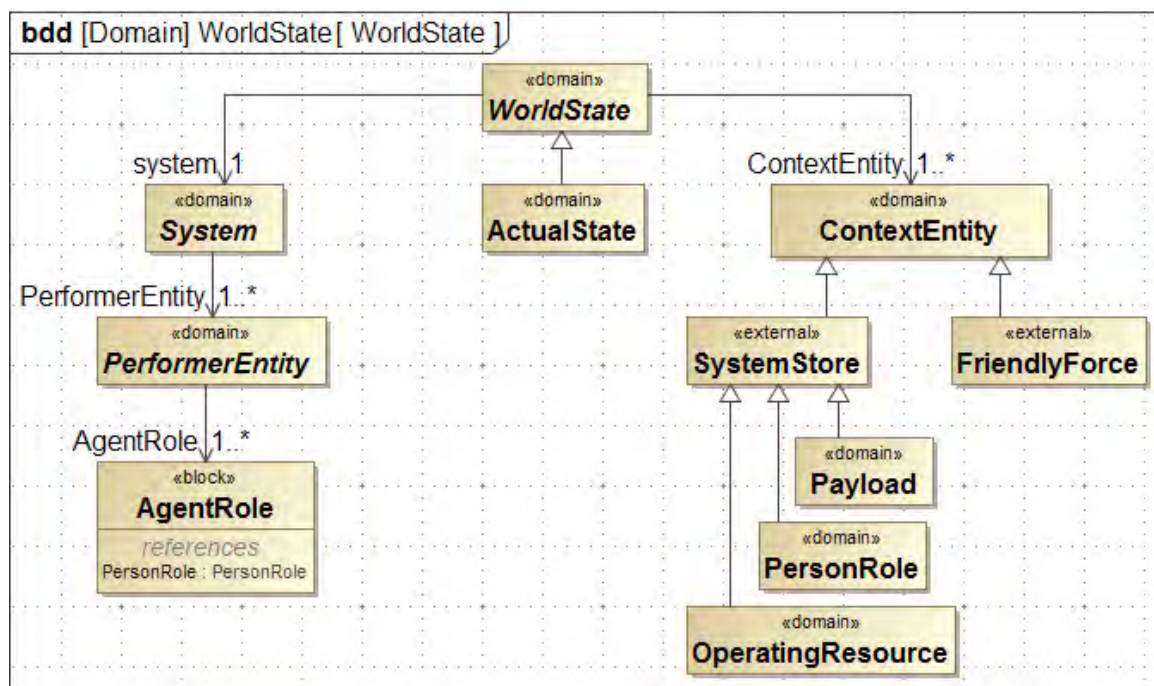 bdd [Domain] WorldState[ WorldState ]
«domain»
WorldState
system 1
ContextEntity 1..*
«domain»
System
«domain»
ActualState
«domain»
ContextEntity
PerformerEntity 1..*
«domain»
PerformerEntity
«external»
SystemStore
«external»
FriendlyForce
AgentRole 1..*
«block»
AgentRole
references
PersonRole : PersonRole
«domain»
Payload
«domain»
PersonRole
«domain»
OperatingResource